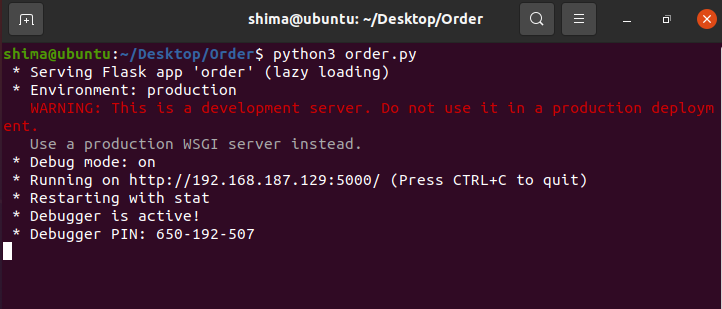 shima@ubuntu: ~/Desktop/Order
shima@ubuntu:~/Desktop/Order$ python3 order.py
 * Serving Flask app 'order' (lazy loading)
 * Environment: production
   WARNING: This is a development server. Do not use it in a production deploym
ent.
   Use a production WSGI server instead.
 * Debug mode: on
 * Running on http://192.168.187.129:5000/ (Press CTRL+C to quit)
 * Restarting with stat
 * Debugger is active!
 * Debugger PIN: 650-192-507